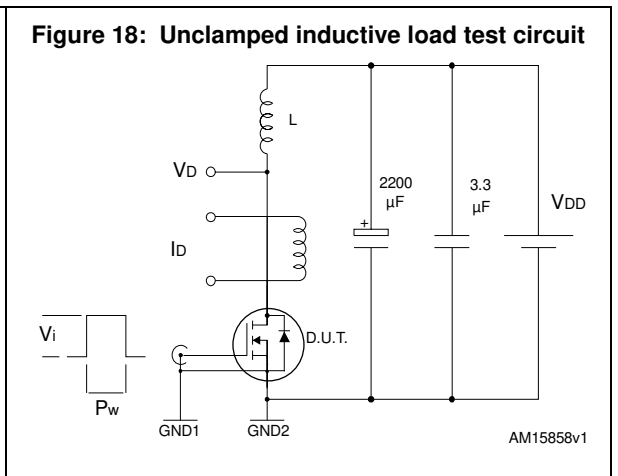 Figure 18: Unclamped inductive load test circuit
L
VD
2200
µF
3.3
µF
VDD
+
ID
Vi
D.U.T.
Pw
GND1
GND2
AM15858v1